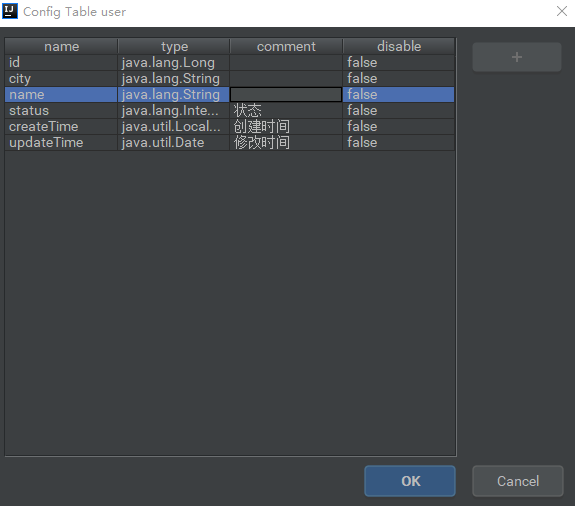 IJ Config Table user
name type comment disable
id java.lang.Long false
city java.lang.String false
name java.lang.String false
status java.lang.Inte... 状态 false
createTime java.util.Local... 创建时间 false
updateTime java.util.Date 修改时间 false
+
OK Cancel